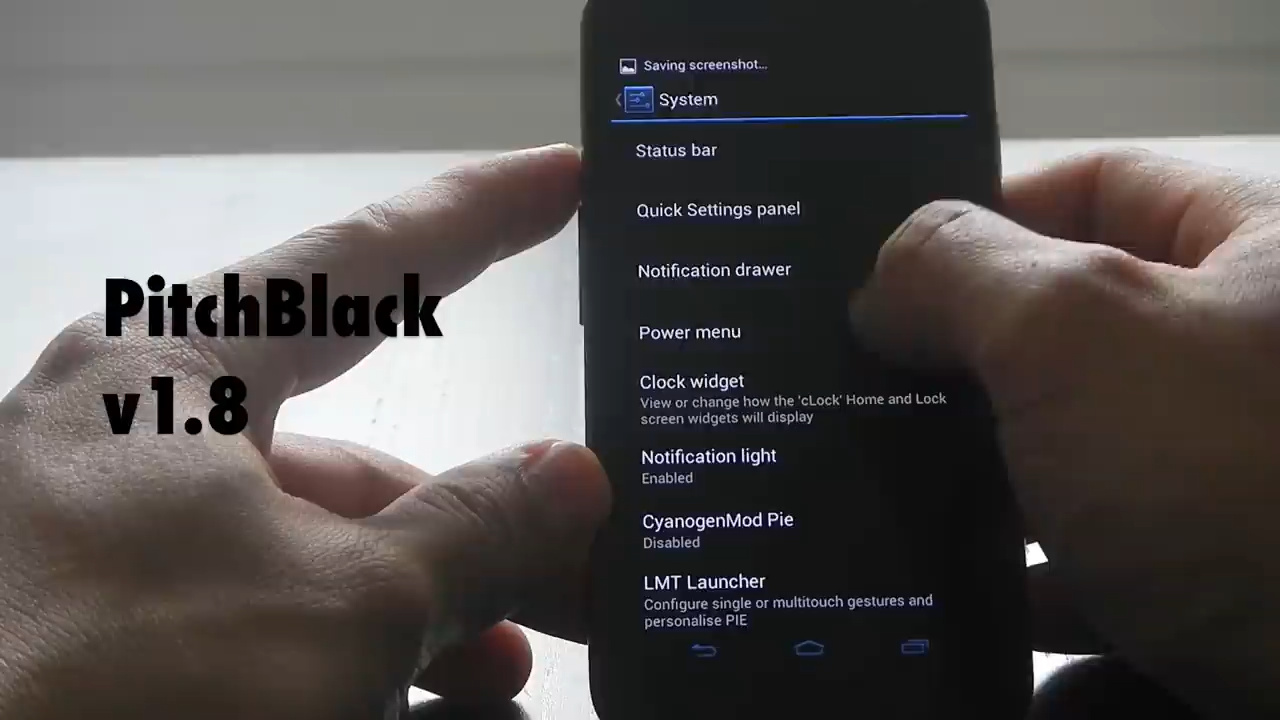 Saving screenshot...
System
Status bar
Quick Settings panel
Notification drawer
PitchBlack
v1.8
Power menu
Clock widget
View or change how the 'cLock' Home and Lock
screen widgets will display
Notification light
Enabled
CyanogenMod Pie
Disabled
LMT Launcher
Configure single or multitouch gestures and
personalise PIE